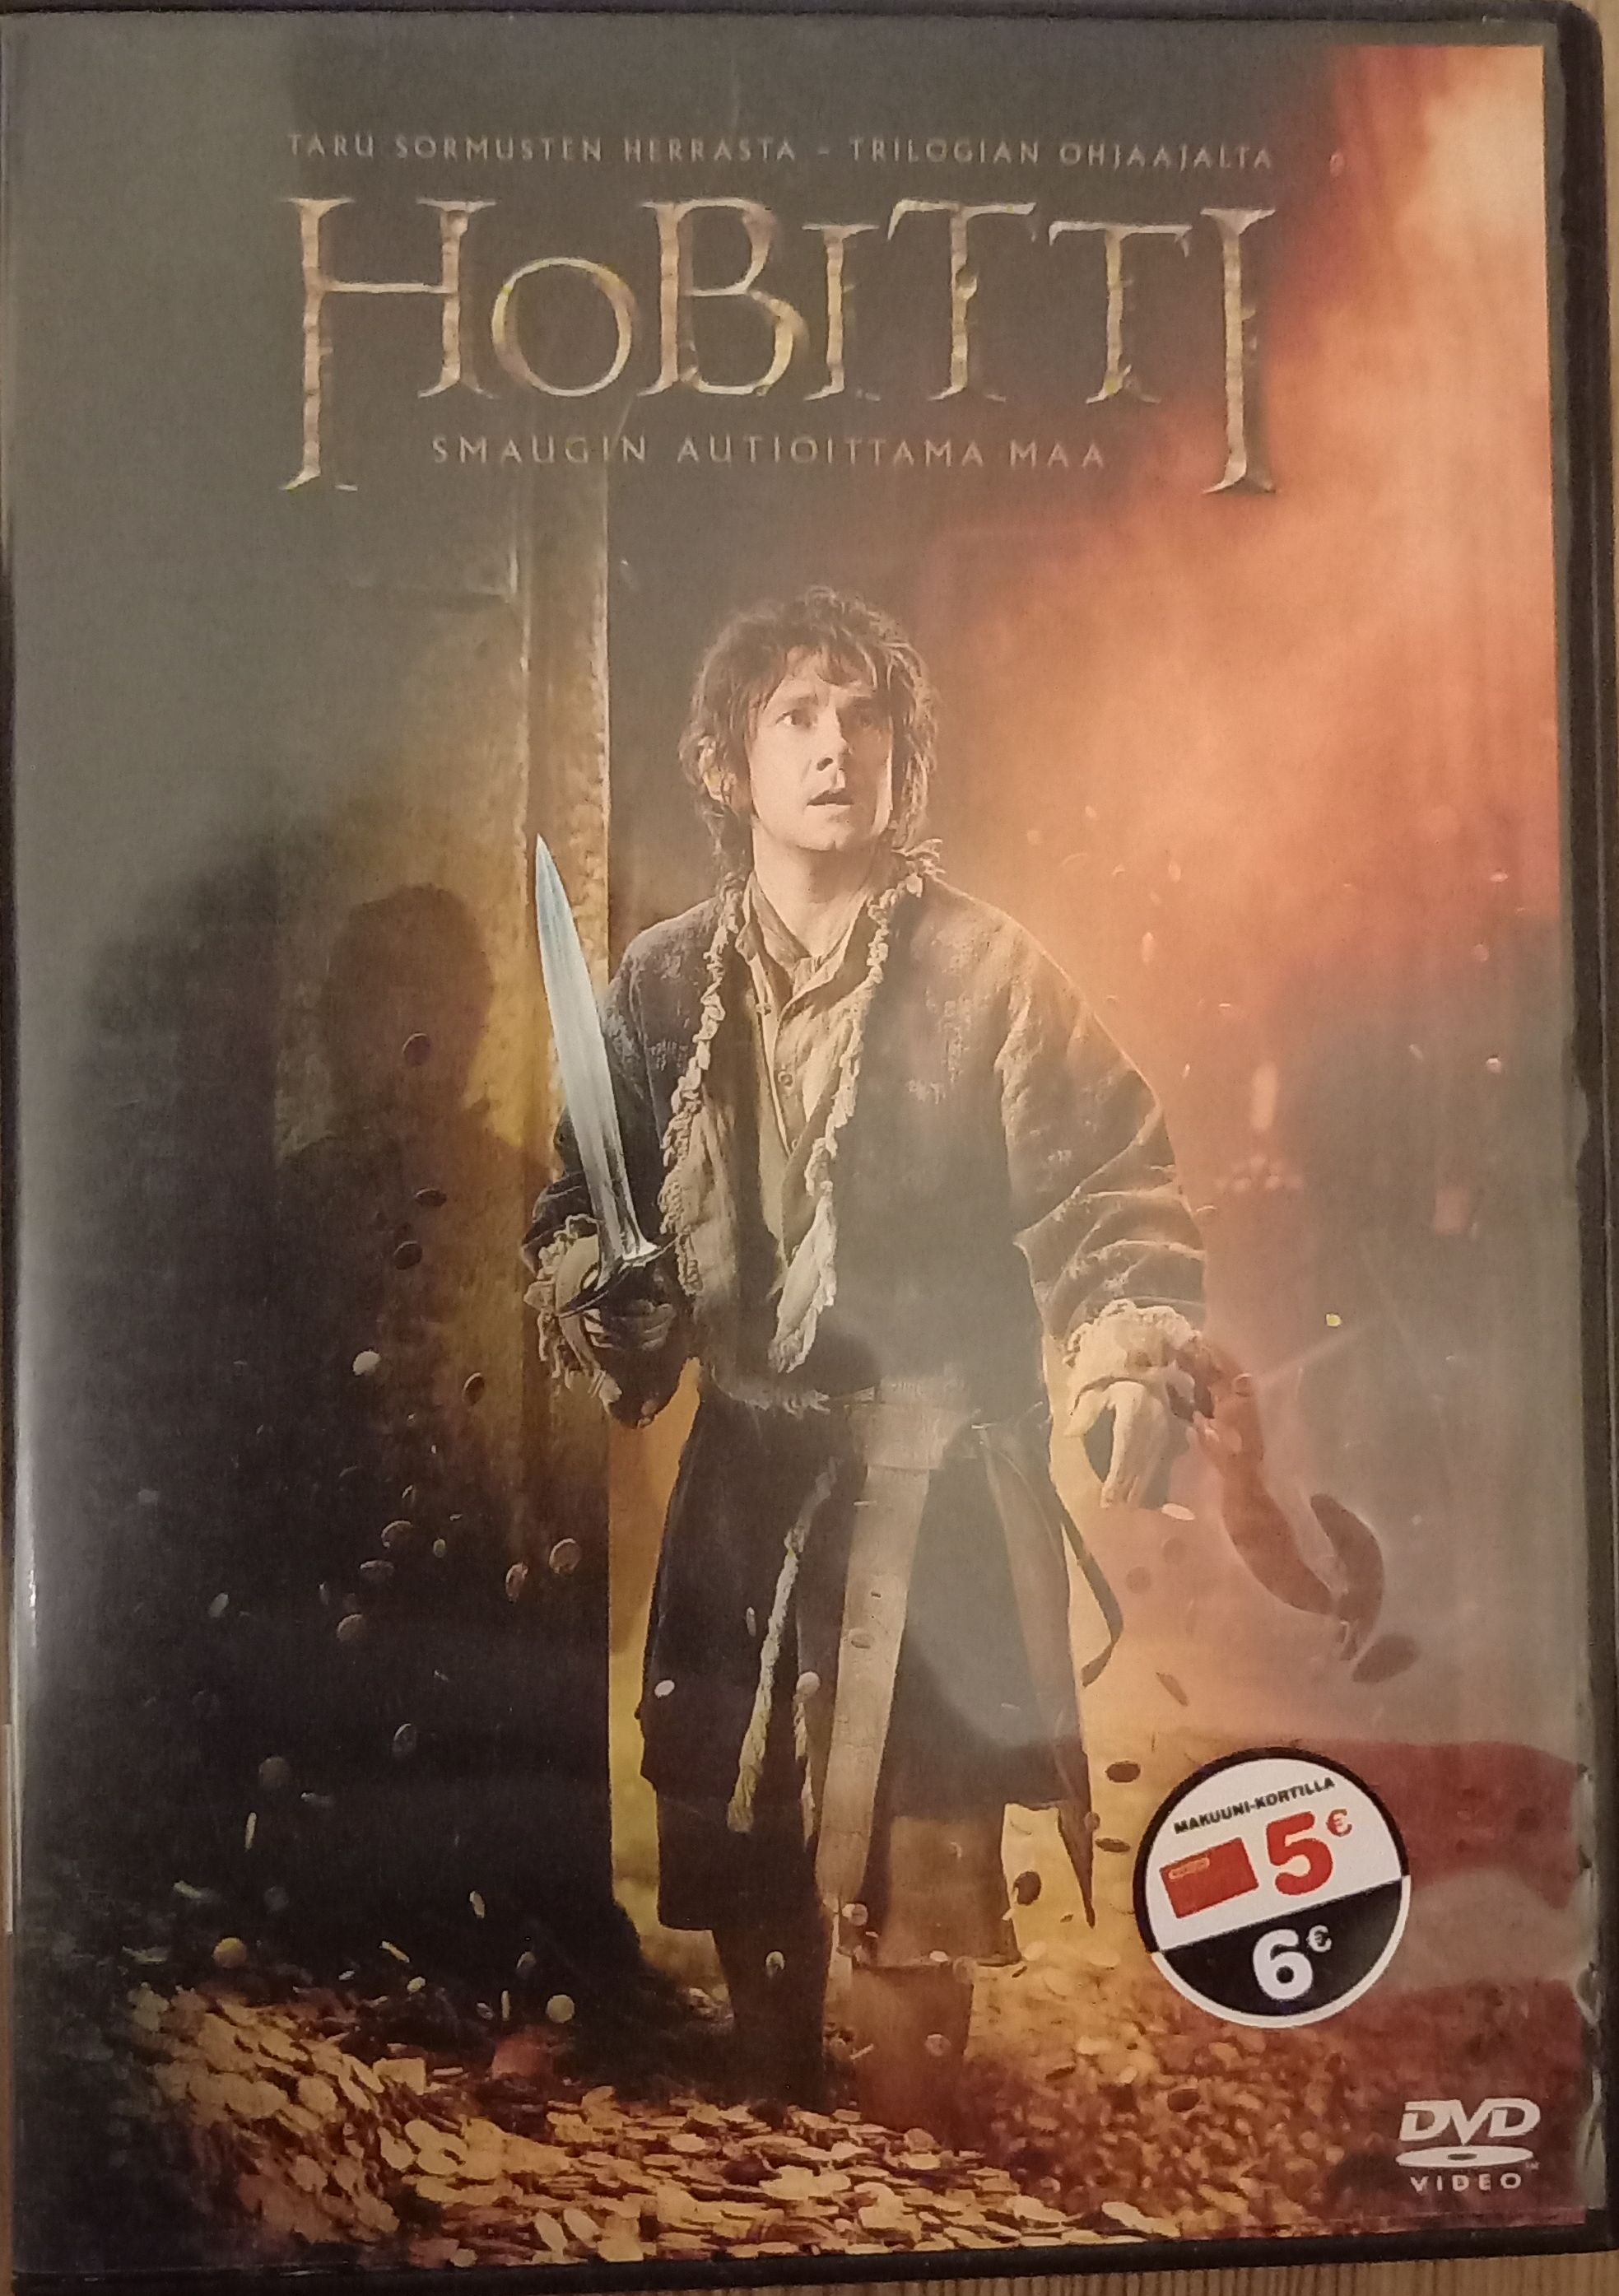 TARU SORMUSTEN HERRASTA - TRILOGIAN OHJAAJALTA
HOBITTI
SMAUGIN AUTIOITTAMA MAA
MAKUUNI-KORTILLA
5€
6€
DVD
VIDEO